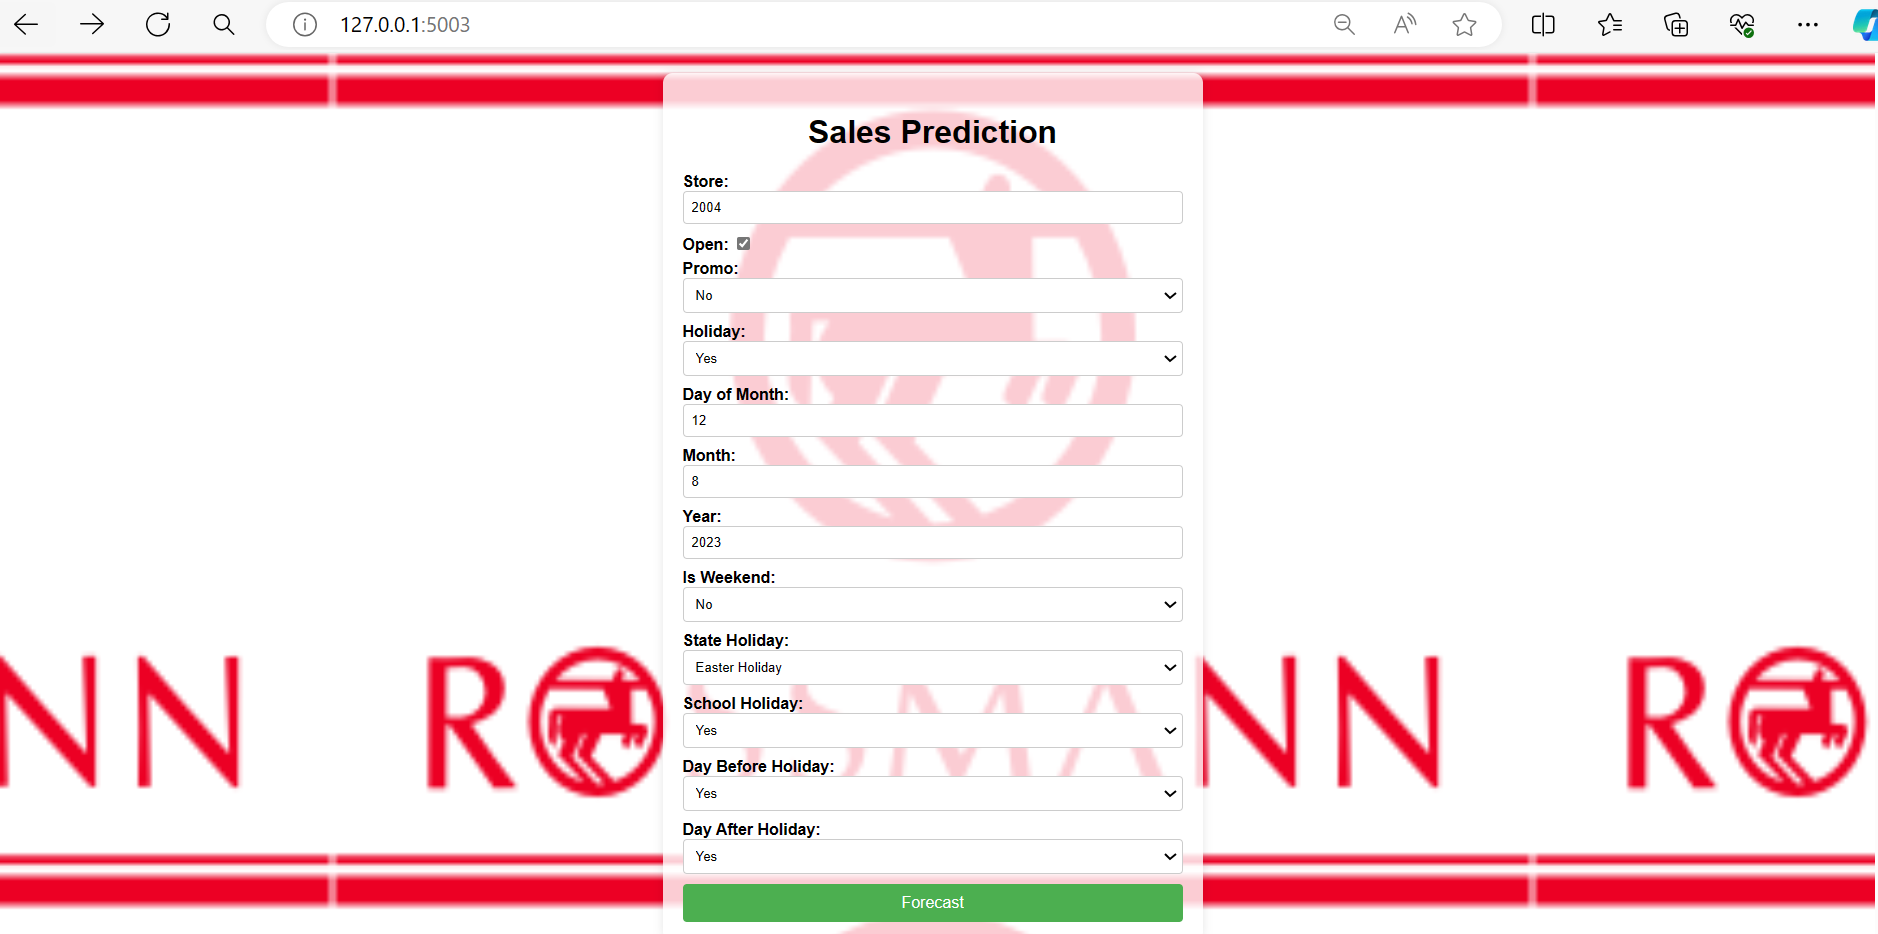 127.0.0.1:5003
Sales Prediction
Store:
2004
Open:
Promo:
No
Holiday:
Yes
Day of Month:
12
Month:
8
Year:
2023
Is Weekend:
No
State Holiday:
Easter Holiday
School Holiday:
Yes
NN ROSSMANN R
Day Before Holiday:
Yes
Day After Holiday:
Yes
Forecast